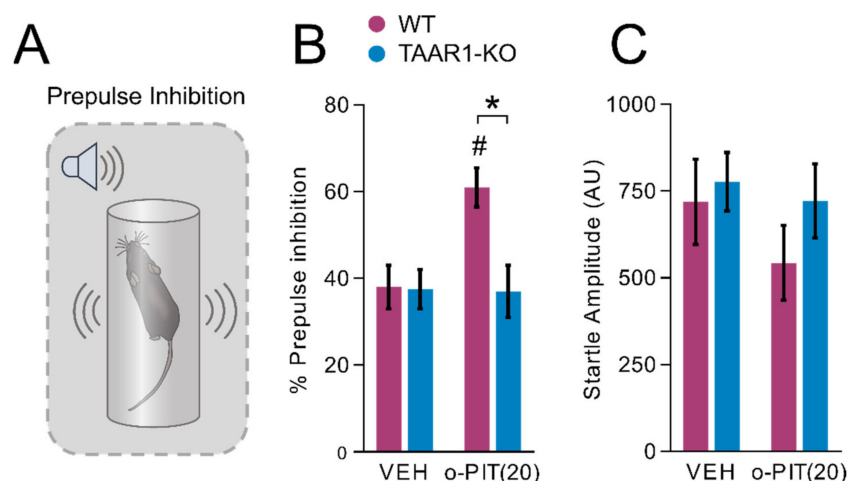 A
Prepulse Inhibition
B
WT
TAAR1-KO
% Prepulse inhibition
80
60
40
20
0
#
*
VEH
o-PIT(20)
C
Startle Amplitude (AU)
1000
750
500
250
0
VEH
o-PIT(20)